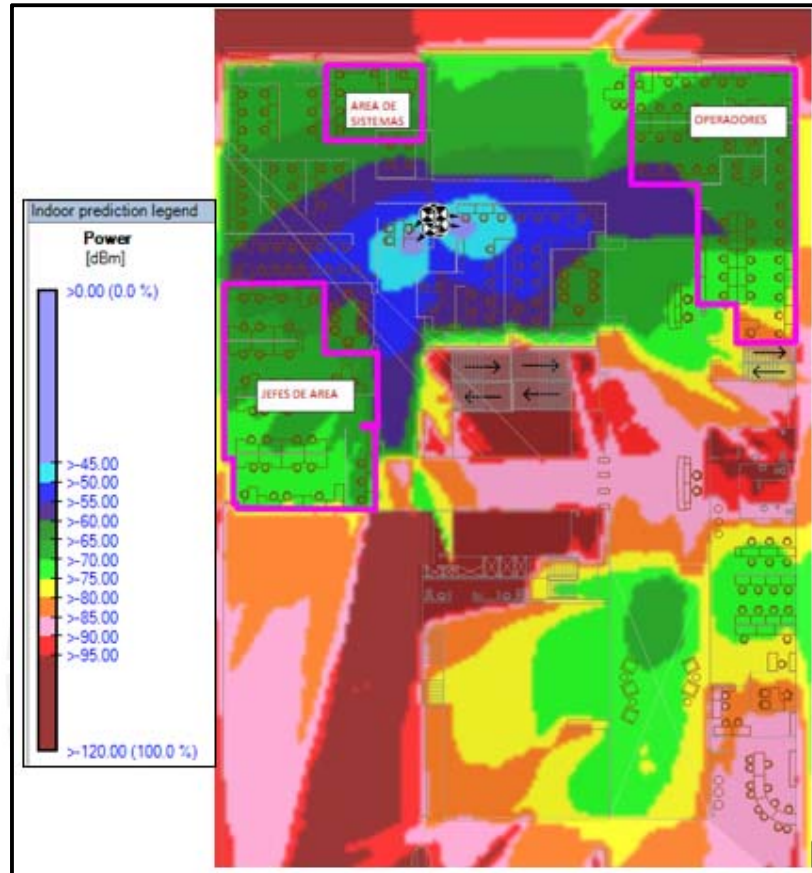 AREA DE
SISTEMAS
OPERADORES
Indoor prediction legend
Power
[dBm]
>0.00 (0.0 %)
>-45.00
>-50.00
>-55.00
>-60.00
>-65.00
>-70.00
>-75.00
>-80.00
>-85.00
>-90.00
>-95.00
>-120.00 (100.0 %)
JEFES DE AREA